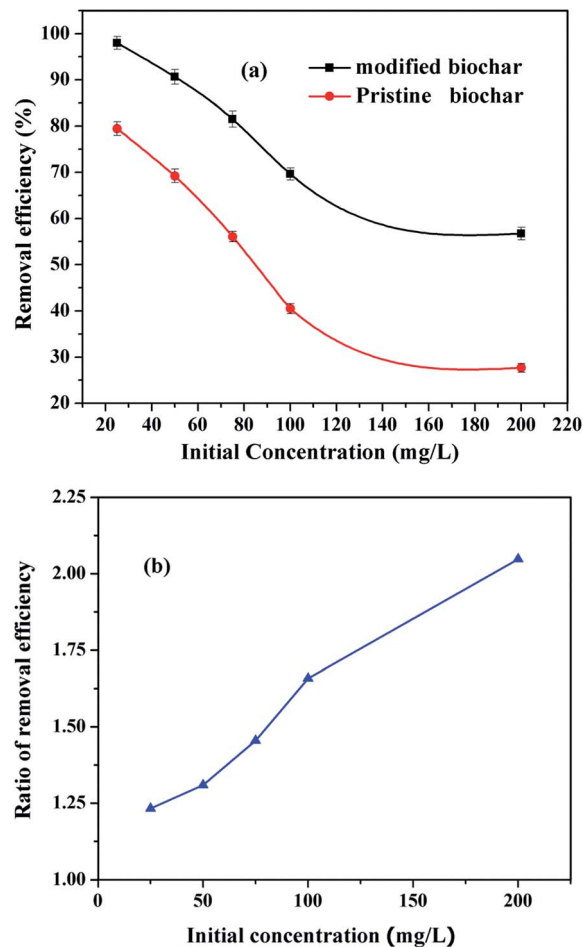 100
90
80
70
60
50
40
30
20
Removal efficiency (%)
(a)
modified biochar
Pristine biochar
20 40 60 80 100 120 140 160 180 200 220
Initial Concentration (mg/L)
2.25
2.00
1.75
1.50
1.25
1.00
Ratio of removal efficiency
(b)
0 50 100 150 200
Initial concentration (mg/L)